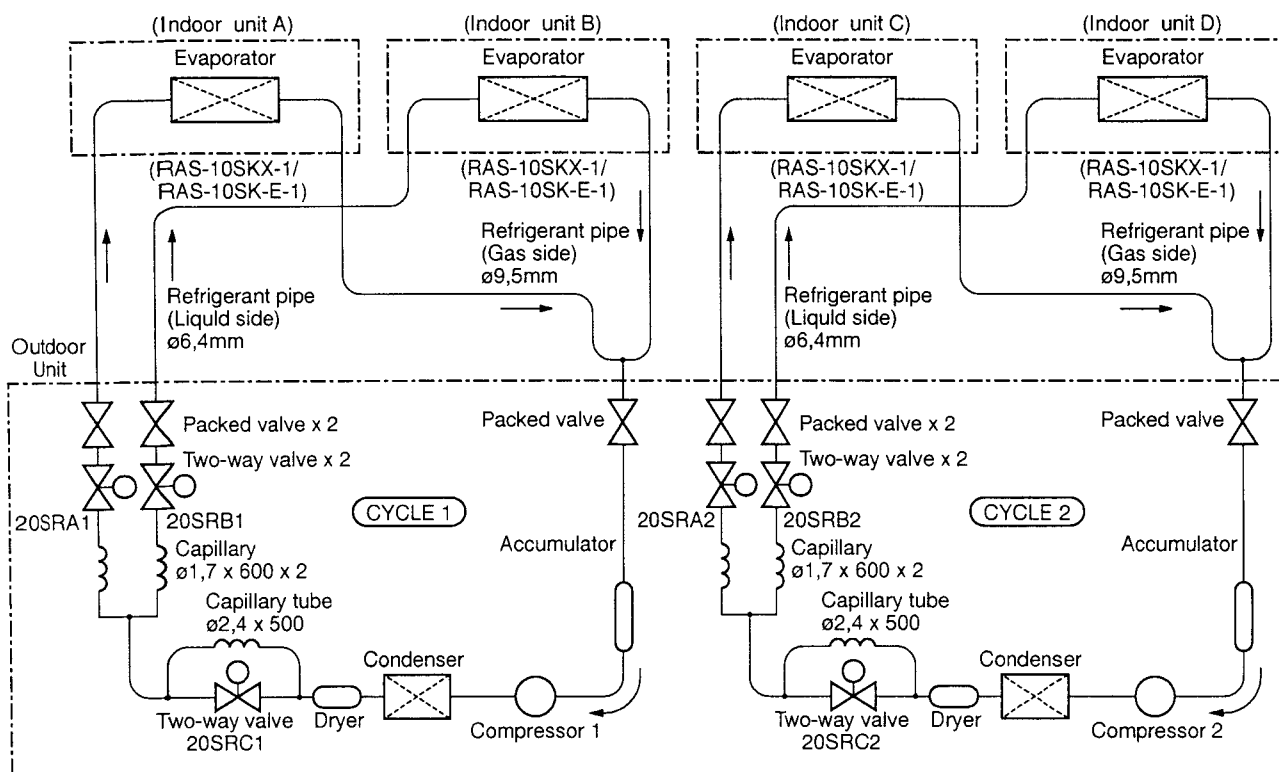 (Indoor unit A)
(Indoor unit B)
(Indoor unit C)
(Indoor unit D)
Evaporator
Evaporator
Evaporator
Evaporator
(RAS-10SKX-1/
RAS-10SK-E-1)
(RAS-10SKX-1/
RAS-10SK-E-1)
(RAS-10SKX-1/
RAS-10SK-E-1)
(RAS-10SKX-1/
RAS-10SK-E-1)
Refrigerant pipe
(Gas side)
ø9,5mm
Refrigerant pipe
(Gas side)
ø9,5mm
Refrigerant pipe
(Liquld side)
ø6,4mm
Refrigerant pipe
(Liquld side)
ø6,4mm
Outdoor
Unit
Packed valve x 2
Packed valve
Packed valve x 2
Packed valve
Two-way valve x 2
Two-way valve x 2
20SRA1
20SRB1
CYCLE 1
20SRA2
20SRB2
CYCLE 2
Capillary
ø1,7 x 600 x 2
Accumulator
Capillary
ø1,7 x 600 x 2
Accumulator
Capillary tube
ø2,4 x 500
Capillary tube
ø2,4 x 500
Condenser
Condenser
Two-way valve
20SRC1
Dryer
Compressor 1
Two-way valve
20SRC2
Dryer
Compressor 2